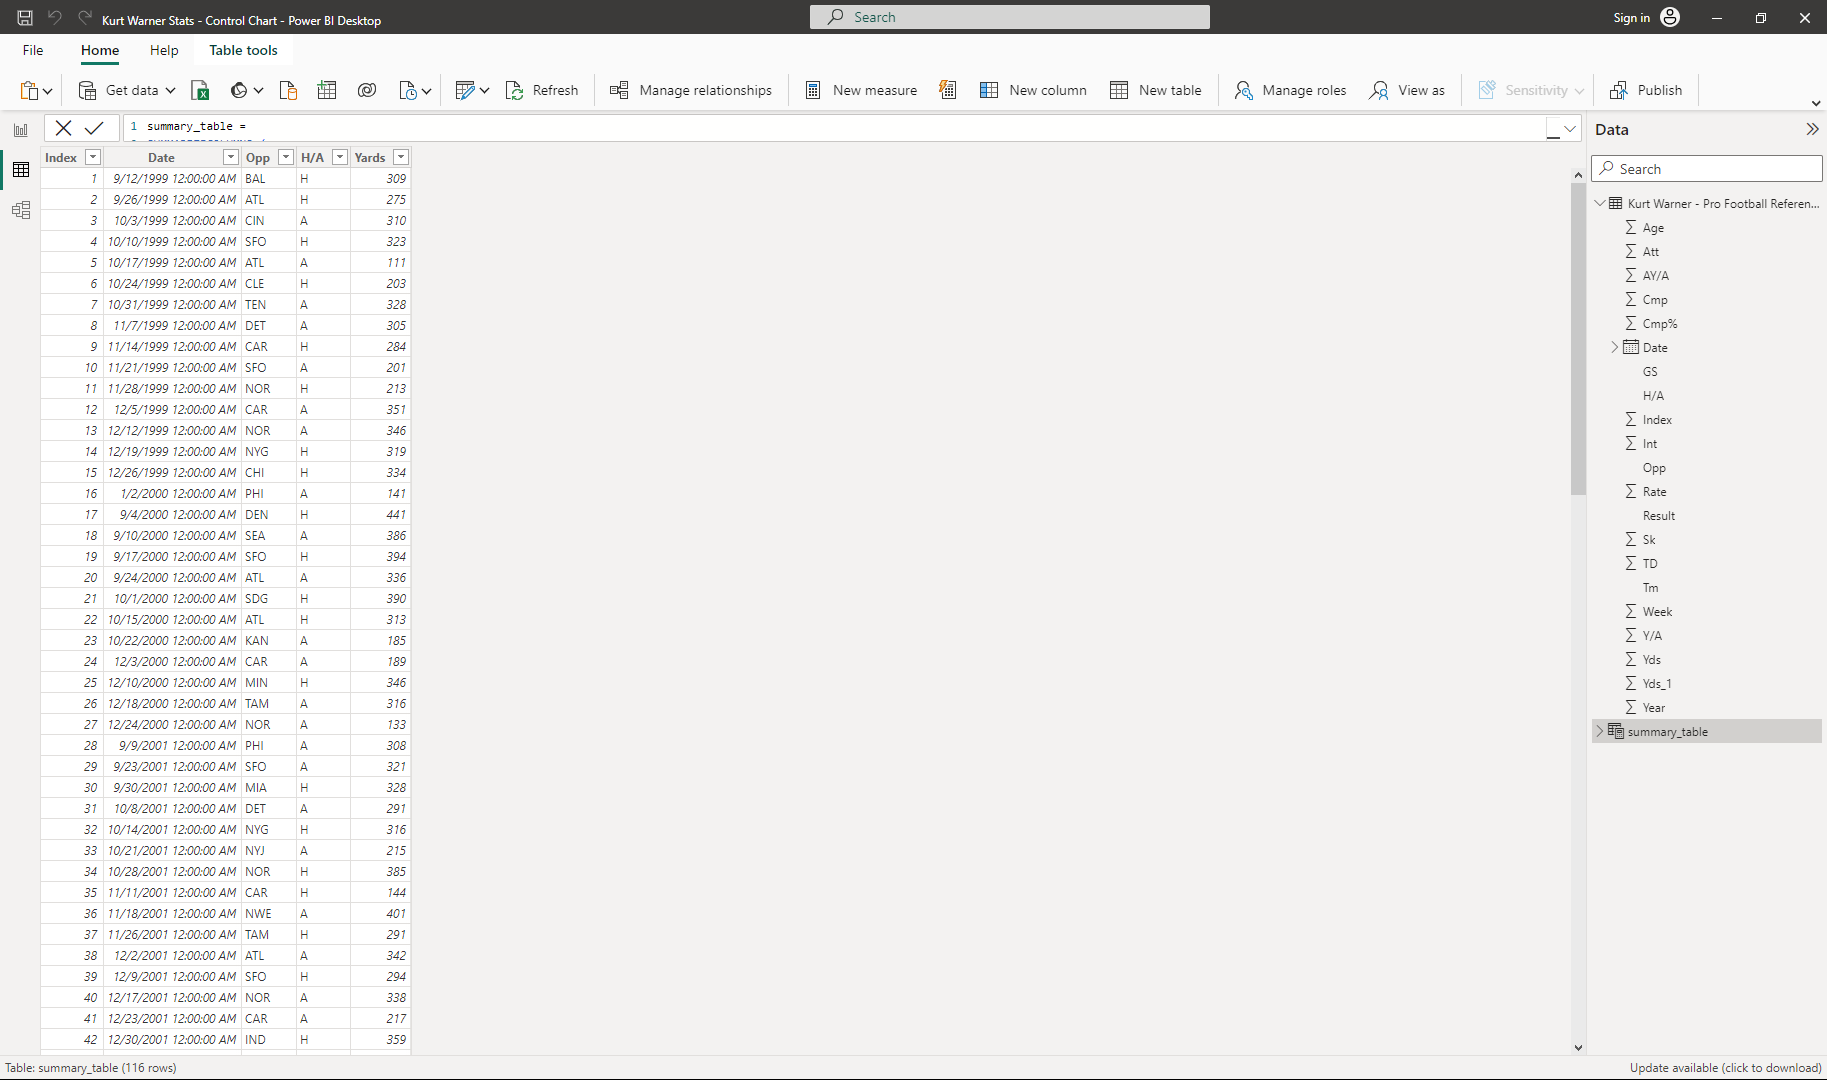 Kurt Warner Stats - Control Chart - Power BI Desktop
Search
Sign in
File Home Help Table tools
Get data Refresh Manage relationships New measure New column New table Manage roles View as Sensitivity Publish
1 summary_table =
Data
Index Date Opp H/A Yards
1 9/12/1999 12:00:00 AM BAL H 309
2 9/26/1999 12:00:00 AM ATL H 275
3 10/3/1999 12:00:00 AM CIN A 310
4 10/10/1999 12:00:00 AM SFO H 323
5 10/17/1999 12:00:00 AM ATL A 111
6 10/24/1999 12:00:00 AM CLE H 203
7 10/31/1999 12:00:00 AM TEN A 328
8 11/7/1999 12:00:00 AM DET A 305
9 11/14/1999 12:00:00 AM CAR H 284
10 11/21/1999 12:00:00 AM SFO A 201
11 11/28/1999 12:00:00 AM NOR H 213
12 12/5/1999 12:00:00 AM CAR A 351
13 12/12/1999 12:00:00 AM NOR A 346
14 12/19/1999 12:00:00 AM NYG H 319
15 12/26/1999 12:00:00 AM CHI H 334
16 1/2/2000 12:00:00 AM PHI A 141
17 9/4/2000 12:00:00 AM DEN H 441
18 9/10/2000 12:00:00 AM SEA A 386
19 9/17/2000 12:00:00 AM SFO H 394
20 9/24/2000 12:00:00 AM ATL A 336
21 10/1/2000 12:00:00 AM SDG H 390
22 10/15/2000 12:00:00 AM ATL H 313
23 10/22/2000 12:00:00 AM KAN A 185
24 12/3/2000 12:00:00 AM CAR A 189
25 12/10/2000 12:00:00 AM MIN H 346
26 12/18/2000 12:00:00 AM TAM A 316
27 12/24/2000 12:00:00 AM NOR A 133
28 9/9/2001 12:00:00 AM PHI A 308
29 9/23/2001 12:00:00 AM SFO A 321
30 9/30/2001 12:00:00 AM MIA H 328
31 10/8/2001 12:00:00 AM DET A 291
32 10/14/2001 12:00:00 AM NYG H 316
33 10/21/2001 12:00:00 AM NYJ A 215
34 10/28/2001 12:00:00 AM NOR H 385
35 11/11/2001 12:00:00 AM CAR H 144
36 11/18/2001 12:00:00 AM NWE A 401
37 11/26/2001 12:00:00 AM TAM H 291
38 12/2/2001 12:00:00 AM ATL A 342
39 12/9/2001 12:00:00 AM SFO H 294
40 12/17/2001 12:00:00 AM NOR A 338
41 12/23/2001 12:00:00 AM CAR A 217
42 12/30/2001 12:00:00 AM IND H 359
Search
Kurt Warner - Pro Football Referen...
Age
Att
AY/A
Cmp
Cmp%
Date
GS
H/A
Index
Int
Opp
Rate
Result
Sk
TD
Tm
Week
Y/A
Yds
Yds_1
Year
summary_table
Table: summary_table (116 rows)
Update available (click to download)